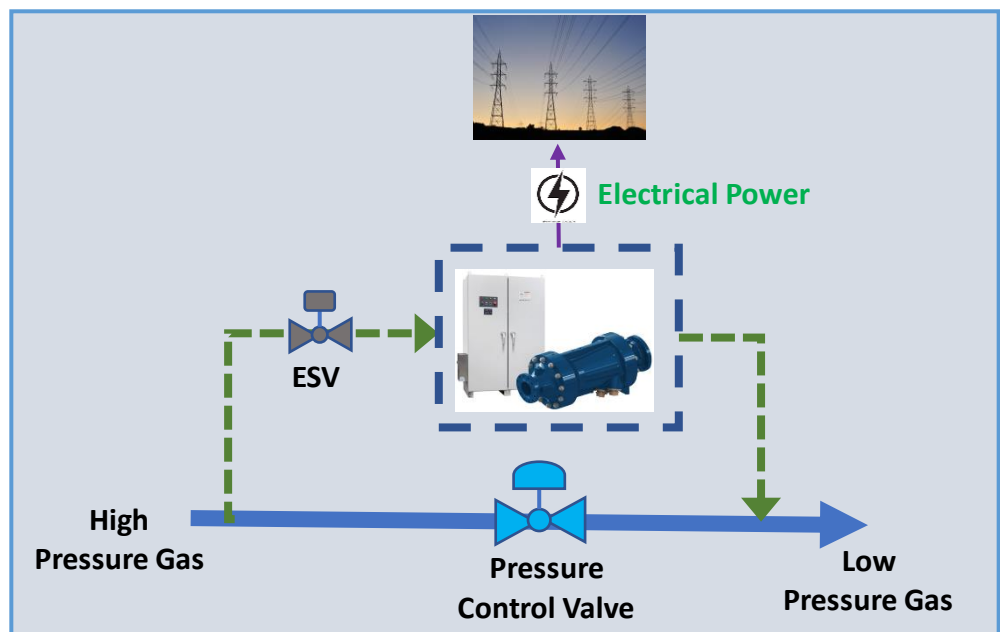 Electrical Power
ESV
High
Pressure Gas
Pressure
Control Valve
Low
Pressure Gas